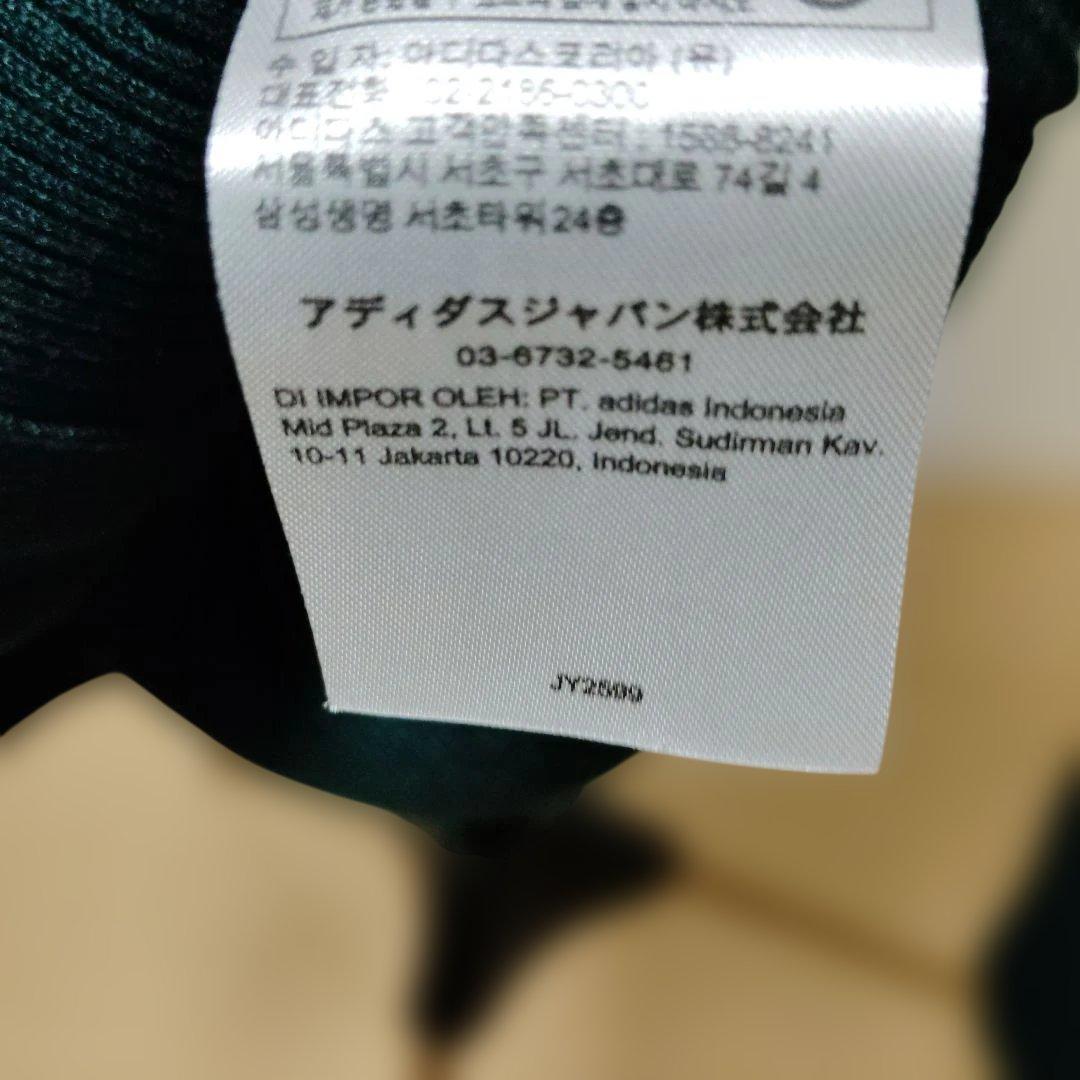 수 입 자: 아디다스코리아 (유)
대표전화 : 02-2186-0300
아디다스 고객만족센터 : 1588-8241
서울특별시 서초구 서초대로 74길 4
삼성생명 서초타워24층
アディダスジャパン株式会社
03-6732-5461
DI IMPOR OLEH: PT. adidas Indonesia
Mid Plaza 2, Lt. 5 JL. Jend. Sudirman Kav.
10-11 Jakarta 10220, Indonesia